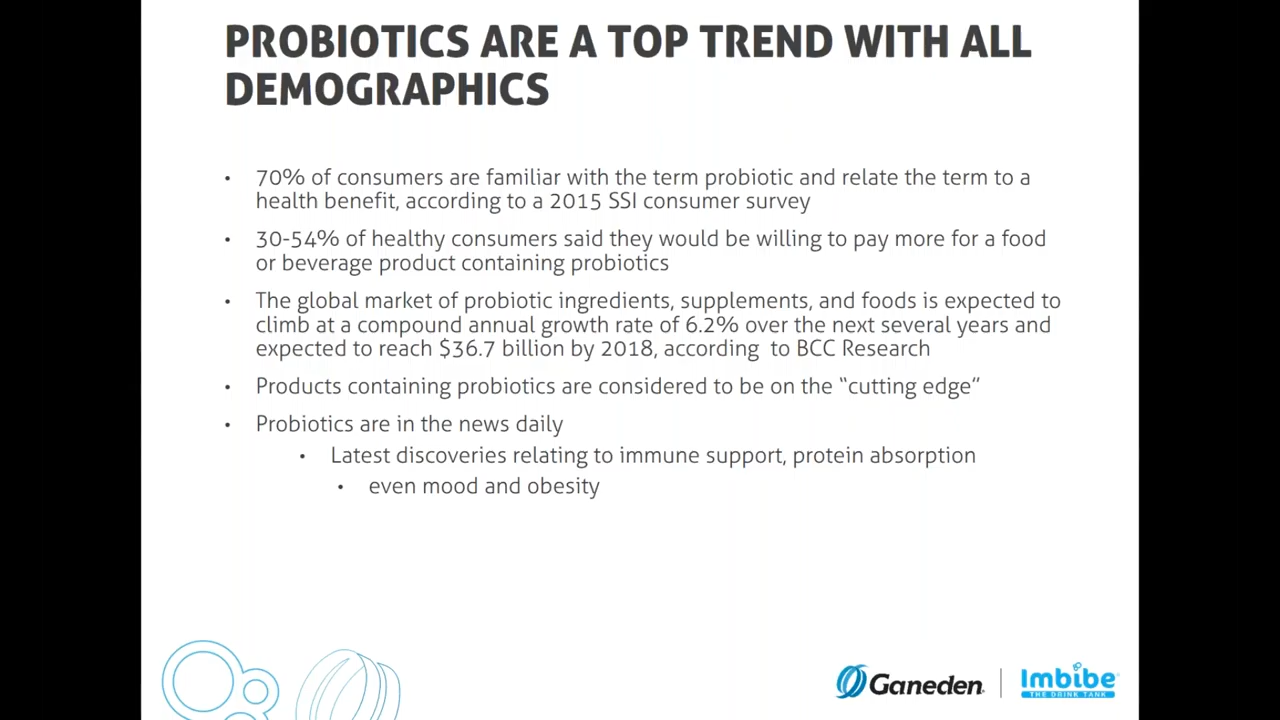 PROBIOTICS ARE A TOP TREND WITH ALL
DEMOGRAPHICS
• 70% of consumers are familiar with the term probiotic and relate the term to a
health benefit, according to a 2015 SSI consumer survey
• 30-54% of healthy consumers said they would be willing to pay more for a food
or beverage product containing probiotics
• The global market of probiotic ingredients, supplements, and foods is expected to
climb at a compound annual growth rate of 6.2% over the next several years and
expected to reach $36.7 billion by 2018, according  to BCC Research
• Products containing probiotics are considered to be on the “cutting edge”
• Probiotics are in the news daily
• Latest discoveries relating to immune support, protein absorption
• even mood and obesity
Ganeden
Imbibe
THE DRINK TANK